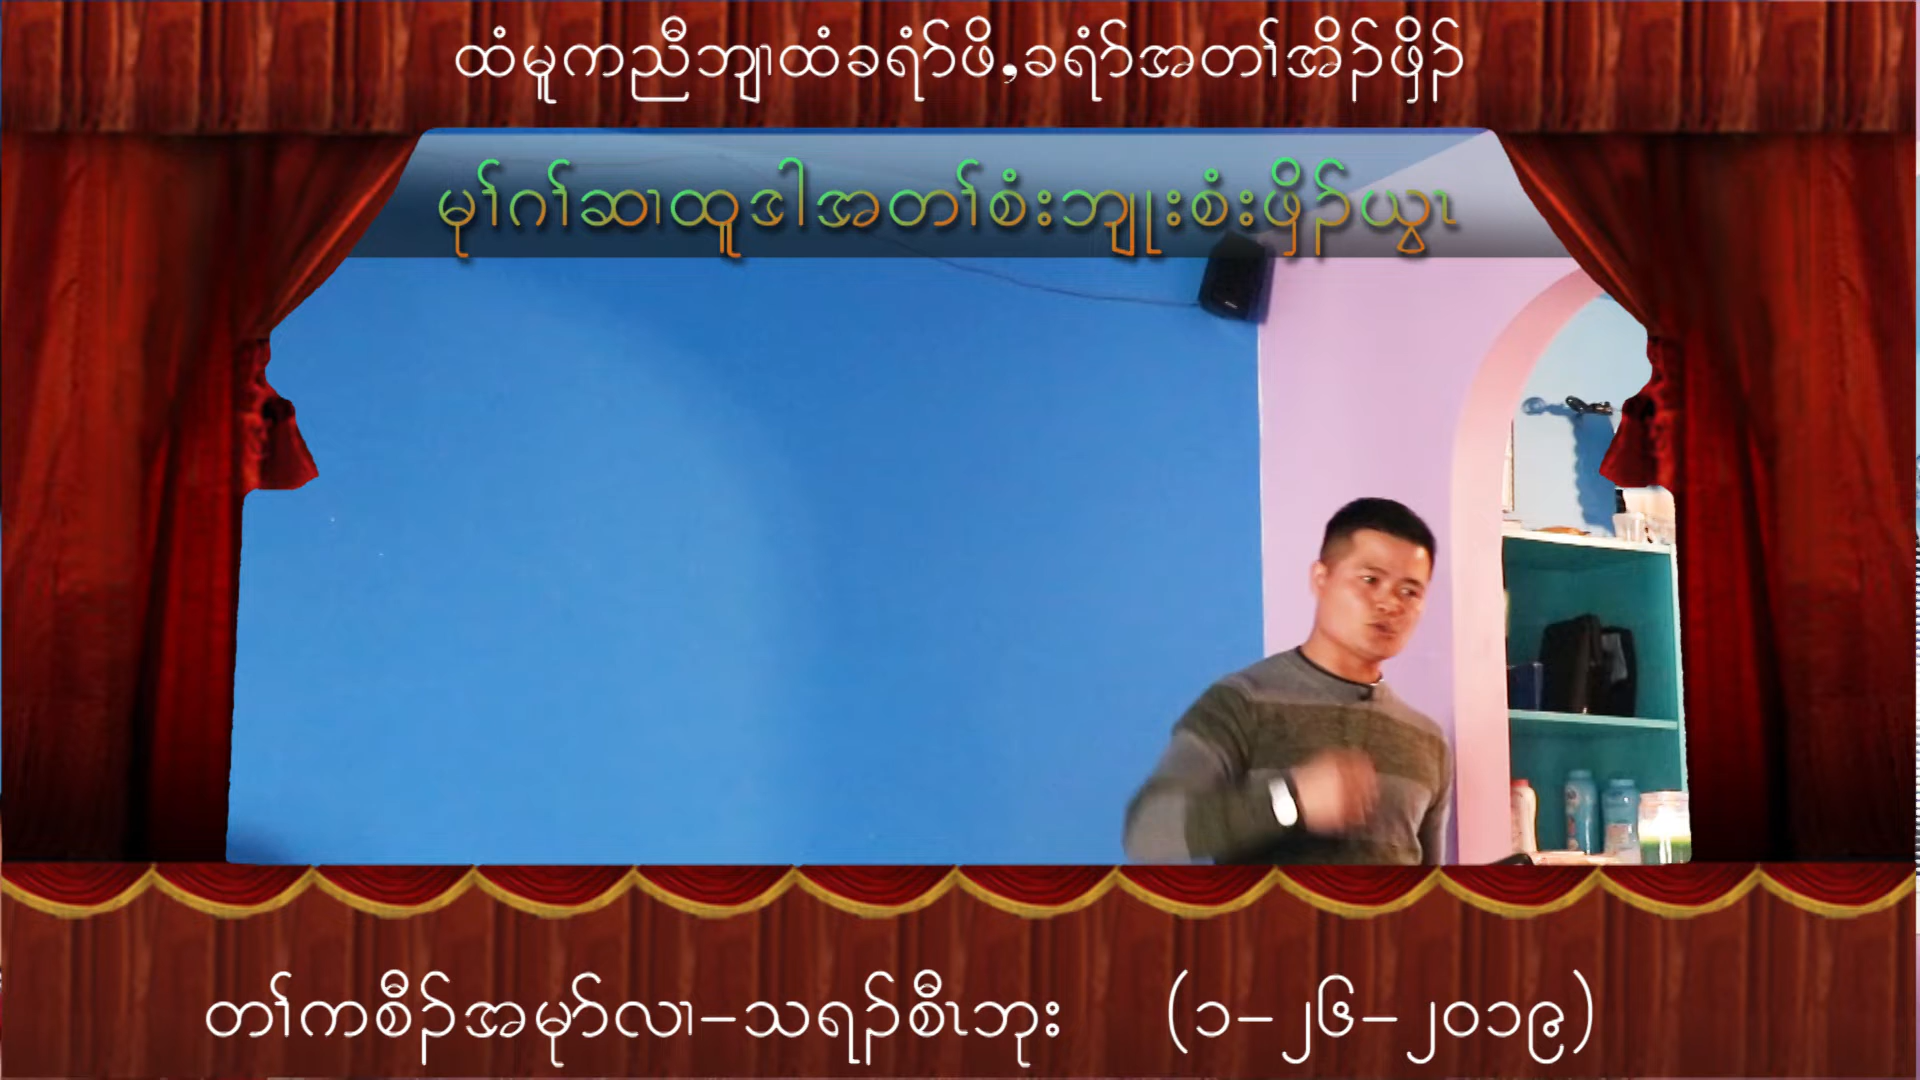 ထံမူကညီဘျၢထံခရံာ်ဖိ,ခရံာ်အတၢ်အိၣ်ဖှိၣ်
မုၢ်ဂၢ်ဆၢထူဒါအတၢ်စံးဘျုးစံးဖှိၣ်ယွၤ
တၢ်ကစီၣ်အမုာ်လၢ–သရၣ်စီၤဘုး (၁–၂၆–၂၀၁၉)